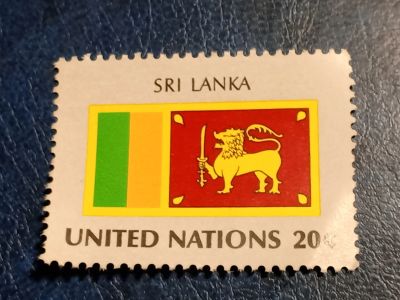 SRI LANKA
UNITED NATIONS 20